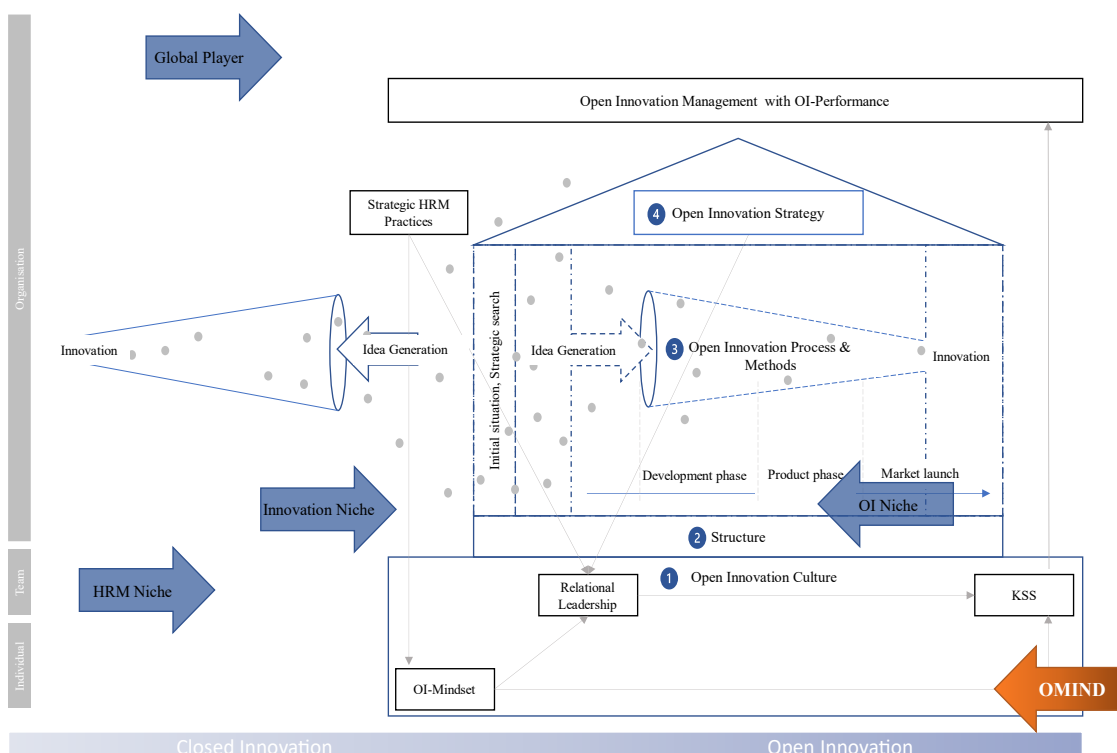 Global Player
Open Innovation Management with OI-Performance
Strategic HRM
Practices
4 Open Innovation Strategy
Organisation
Initial situation, Strategic search
Innovation
Idea Generation
Idea Generation
3 Open Innovation Process &
Methods
Innovation
Development phase
Product phase
Market launch
Innovation Niche
OI Niche
2 Structure
Team
HRM Niche
Relational
Leadership
1 Open Innovation Culture
KSS
Individual
OI-Mindset
OMIND
Closed Innovation
Open Innovation